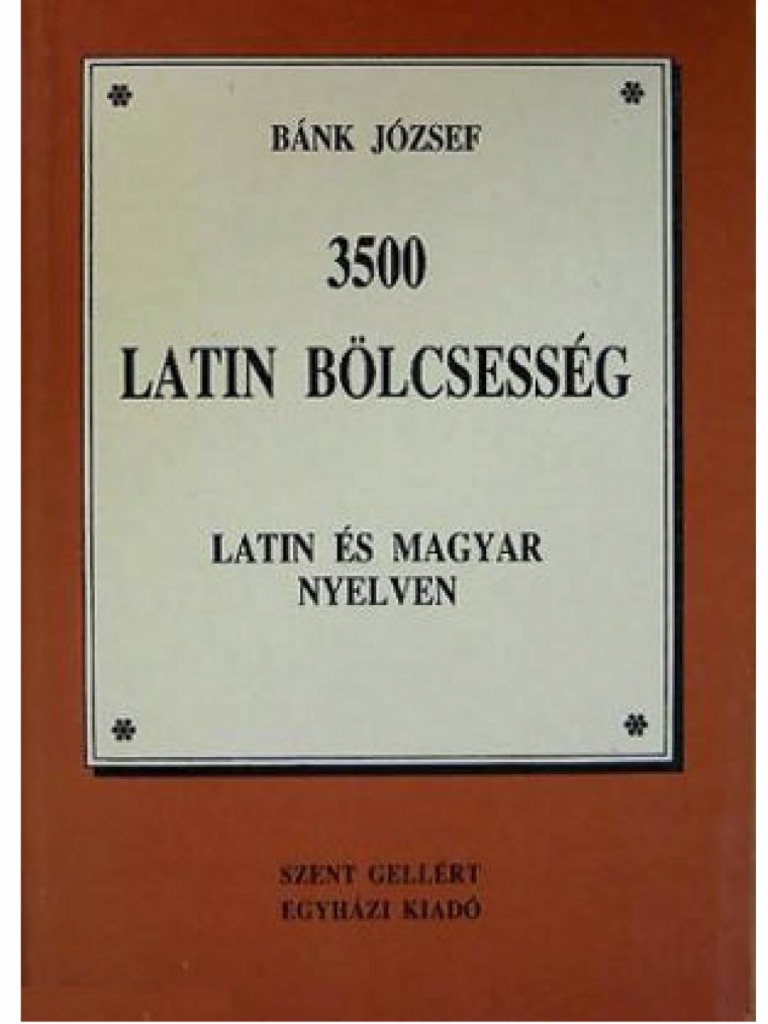 BÁNK JÓZSEF
3500
LATIN BÖLCSESSÉG
LATIN ÉS MAGYAR
NYELVEN
SZENT GELLÉRT
EGYHÁZI KIADÓ